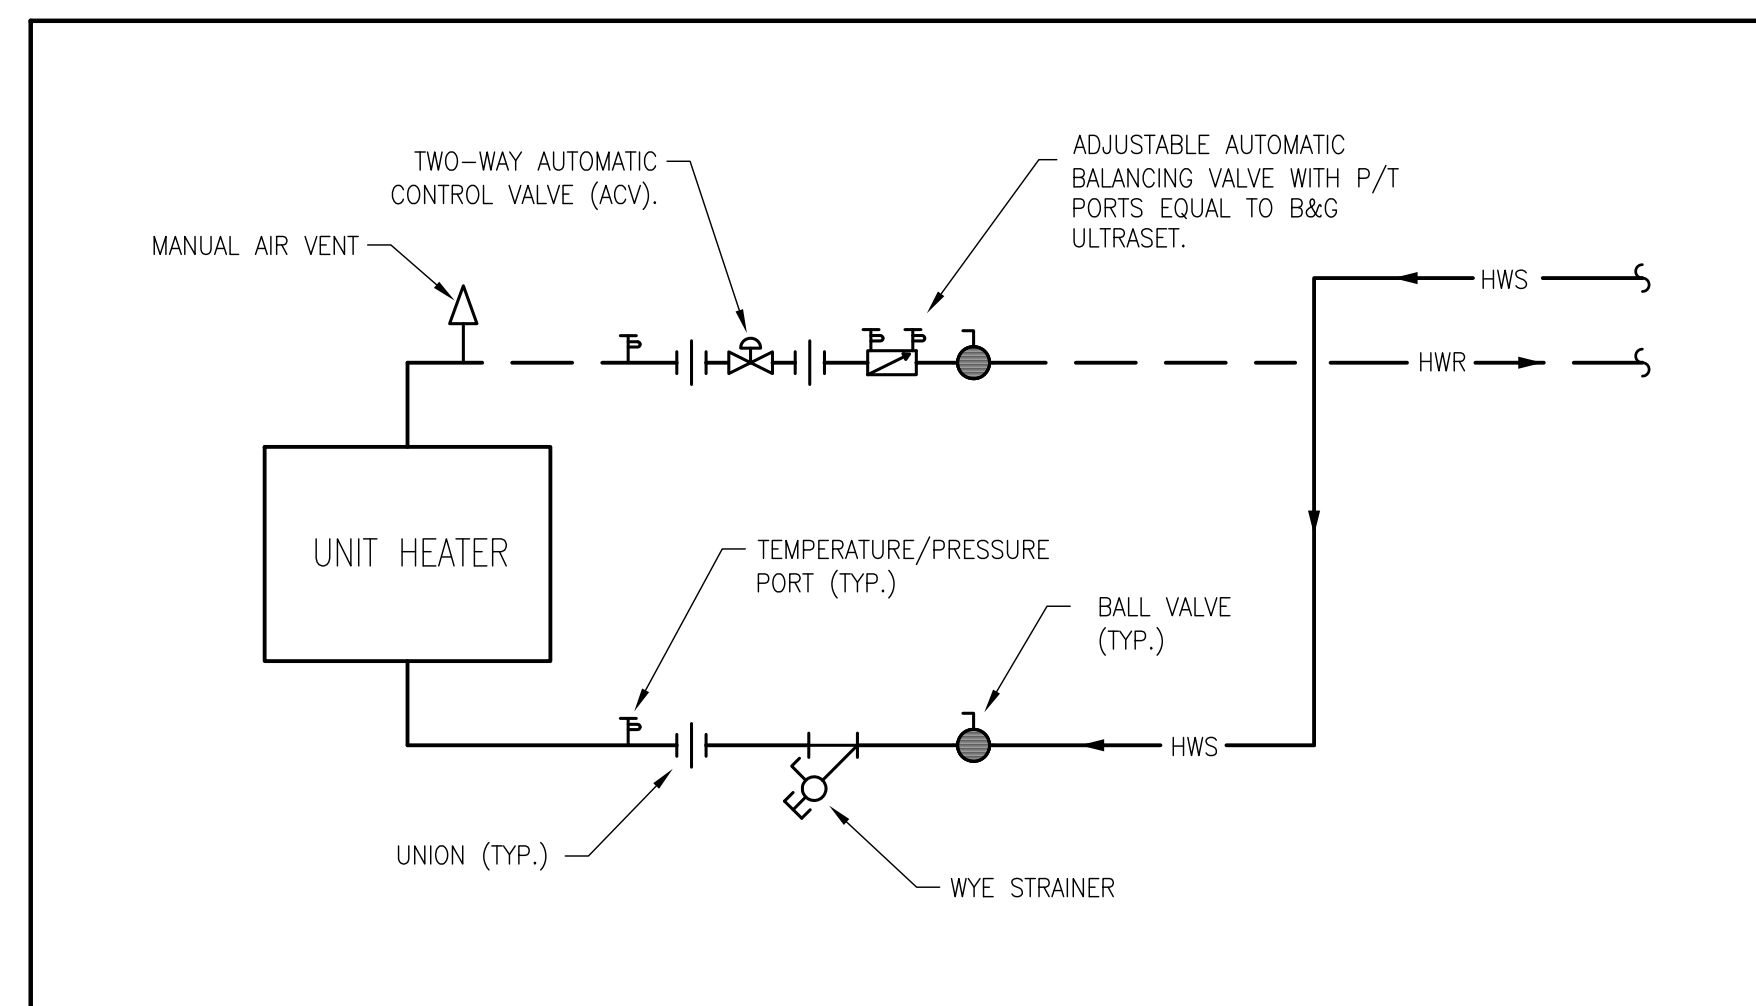 TWO-WAY AUTOMATIC
CONTROL VALVE (ACV).
ADJUSTABLE AUTOMATIC
BALANCING VALVE WITH P/T
PORTS EQUAL TO B&G
ULTRASET.
MANUAL AIR VENT
HWS
HWR
UNIT HEATER
TEMPERATURE/PRESSURE
PORT (TYP.)
BALL VALVE
(TYP.)
HWS
UNION (TYP.)
WYE STRAINER